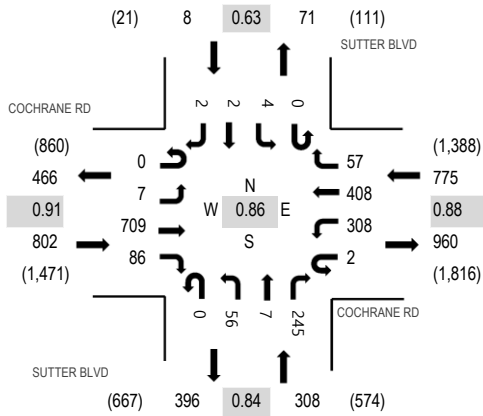 (21) 8 0.63 71 (111)
SUTTER BLVD
2 2 4 0
COCHRANE RD
(860) (1,388)
0 57
466 775
7 N 408
0.91 W 0.86 E 0.88
709 S 308
802 960
86 2
(1,471) (1,816)
0 56 7 245
COCHRANE RD
SUTTER BLVD
(667) 396 0.84 308 (574)